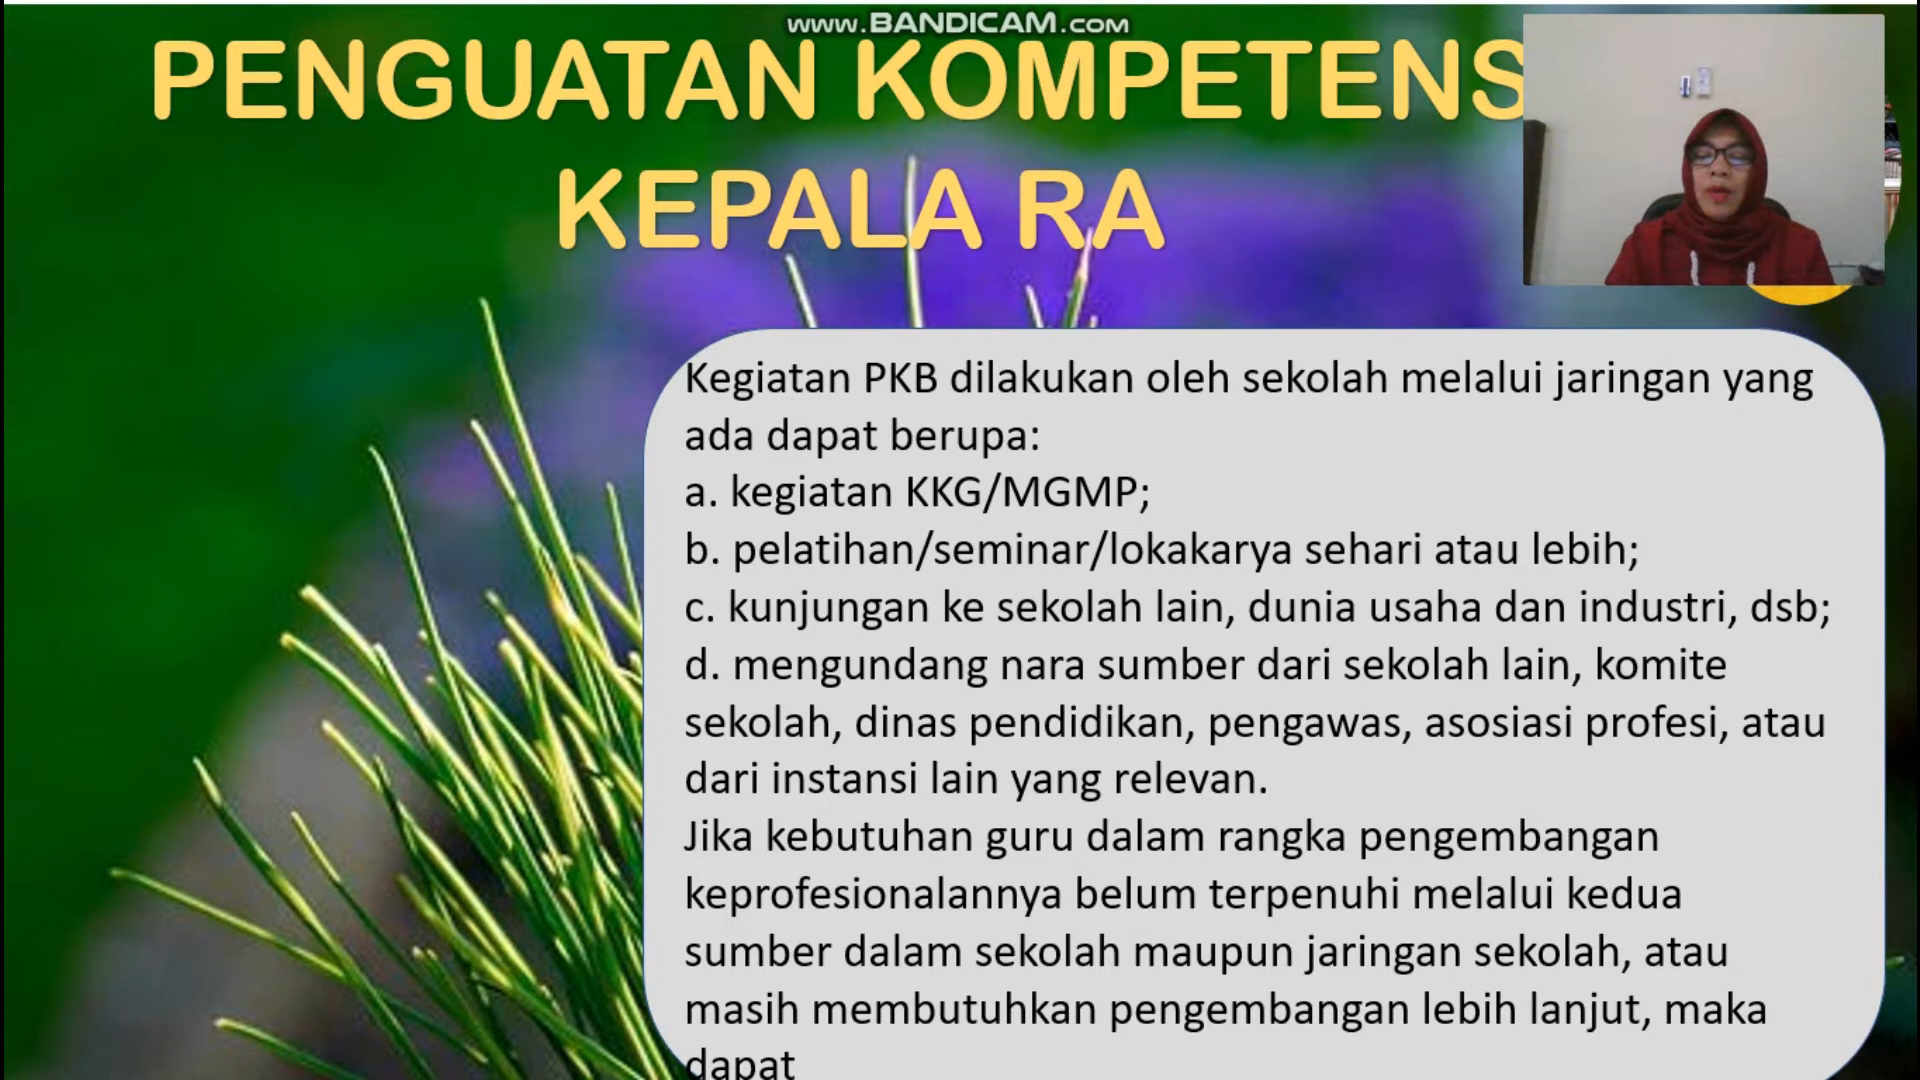 www.BANDICAM.com
PENGUATAN KOMPETENS
KEPALA RA
Kegiatan PKB dilakukan oleh sekolah melalui jaringan yang
ada dapat berupa:
a. kegiatan KKG/MGMP;
b. pelatihan/seminar/lokakarya sehari atau lebih;
c. kunjungan ke sekolah lain, dunia usaha dan industri, dsb;
d. mengundang nara sumber dari sekolah lain, komite
sekolah, dinas pendidikan, pengawas, asosiasi profesi, atau
dari instansi lain yang relevan.
Jika kebutuhan guru dalam rangka pengembangan
keprofesionalannya belum terpenuhi melalui kedua
sumber dalam sekolah maupun jaringan sekolah, atau
masih membutuhkan pengembangan lebih lanjut, maka
dapat